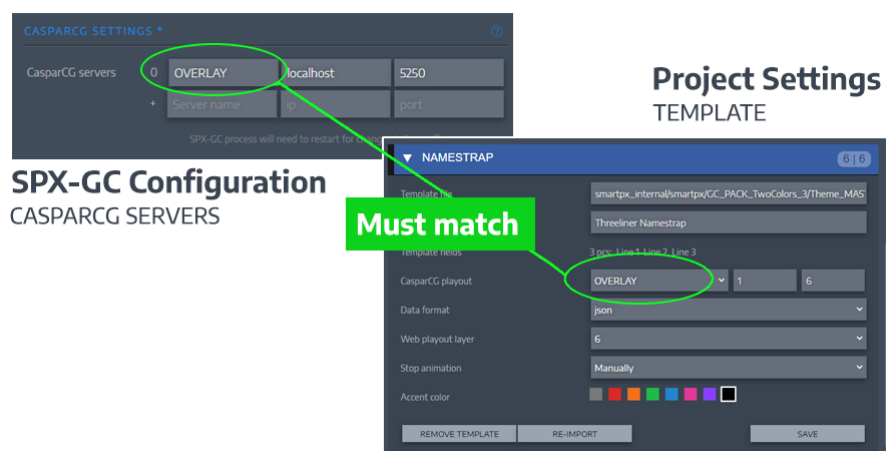 CASPARCG SETTINGS *
?
CasparCG servers 0 OVERLAY localhost 5250
+ Server name ip port
SPX-GC process will need to restart for
SPX-GC Configuration
CASPARCG SERVERS
Project Settings
TEMPLATE
Must match
▼ NAMESTRAP 6 | 6
Template file smartpx_internal/smartpx/GC_PACK_TwoColors_3/Theme_MAS
Threeliner Namestrap
Template fields 3 pcs: Line 1 Line 2 Line 3
CasparCG playout OVERLAY 1 6
Data format json
Web playout layer 6
Stop animation Manually
Accent color
REMOVE TEMPLATE RE-IMPORT SAVE